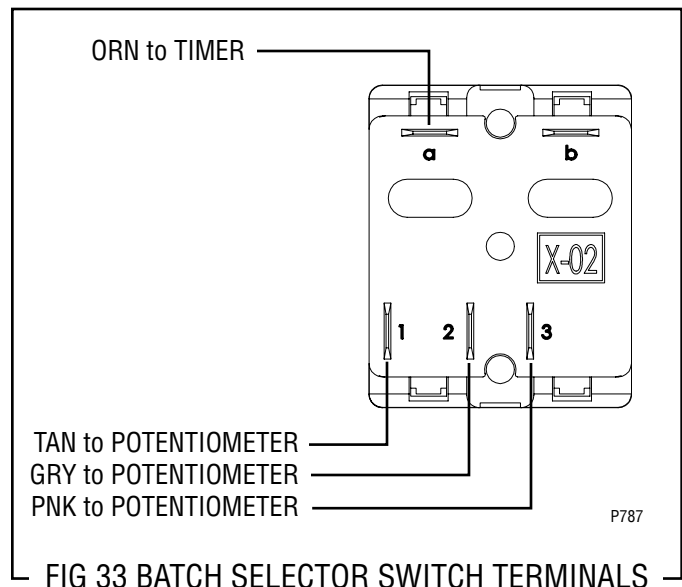 ORN to TIMER
a b
X-02
1 2 3
TAN to POTENTIOMETER
GRY to POTENTIOMETER
PNK to POTENTIOMETER
P787
FIG 33 BATCH SELECTOR SWITCH TERMINALS